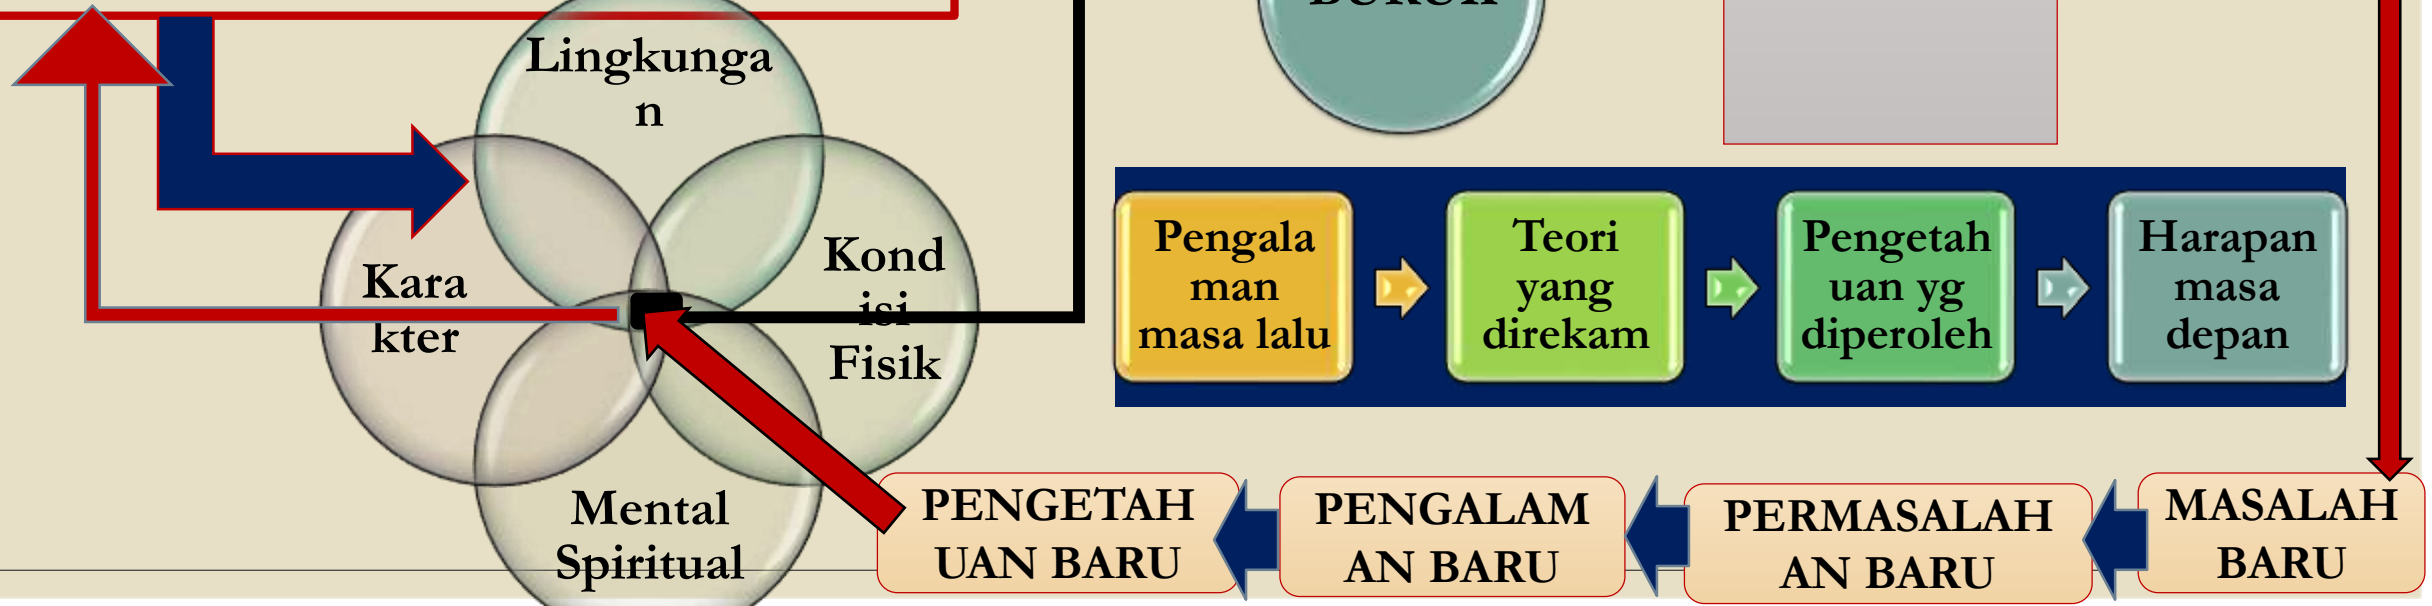 Lingkunga
n
Kara
kter
Kond
isi
Fisik
Mental
Spiritual
Pengala
man
masa lalu
Teori
yang
direkam
Pengetah
uan yg
diperoleh
Harapan
masa
depan
PENGETAH
UAN BARU
PENGALAM
AN BARU
PERMASALAH
AN BARU
MASALAH
BARU